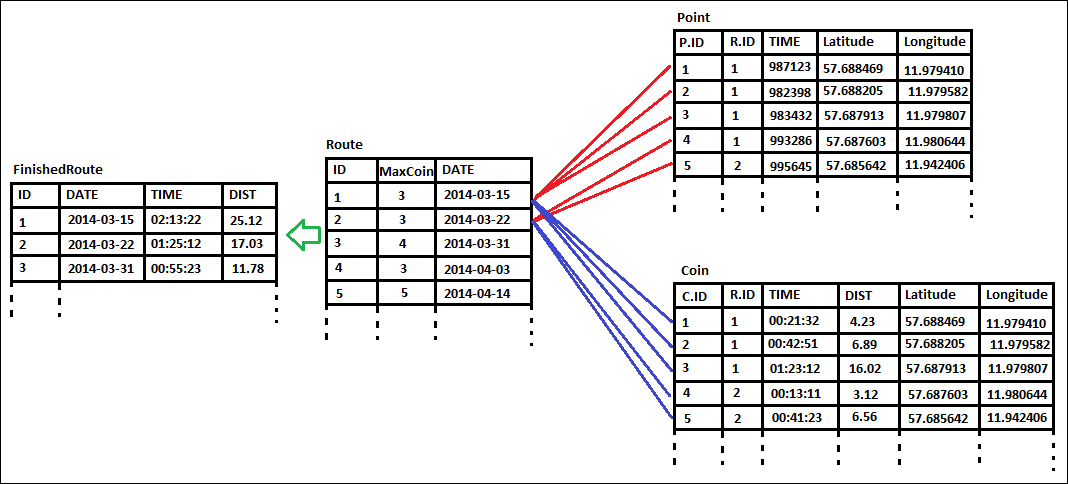 FinishedRoute
ID DATE TIME DIST
1 2014-03-15 02:13:22 25.12
2 2014-03-22 01:25:12 17.03
3 2014-03-31 00:55:23 11.78
Route
ID MaxCoin DATE
1 3 2014-03-15
2 3 2014-03-22
3 4 2014-03-31
4 3 2014-04-03
5 5 2014-04-14
Point
P.ID R.ID TIME Latitude Longitude
1 1 987123 57.688469 11.979410
2 1 982398 57.688205 11.979582
3 1 983432 57.687913 11.979807
4 1 993286 57.687603 11.980644
5 2 995645 57.685642 11.942406
Coin
C.ID R.ID TIME DIST Latitude Longitude
1 1 00:21:32 4.23 57.688469 11.979410
2 1 00:42:51 6.89 57.688205 11.979582
3 1 01:23:12 16.02 57.687913 11.979807
4 2 00:13:11 3.12 57.687603 11.980644
5 2 00:41:23 6.56 57.685642 11.942406